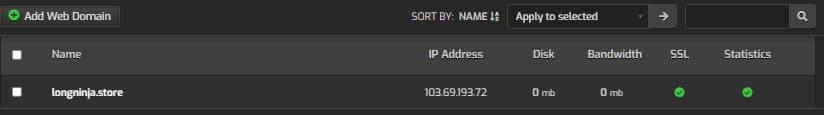 Add Web Domain SORT BY: NAME Apply to selected
Name IP Address Disk Bandwidth SSL Statistics
longninja.store 103.69.193.72 0 mb 0 mb